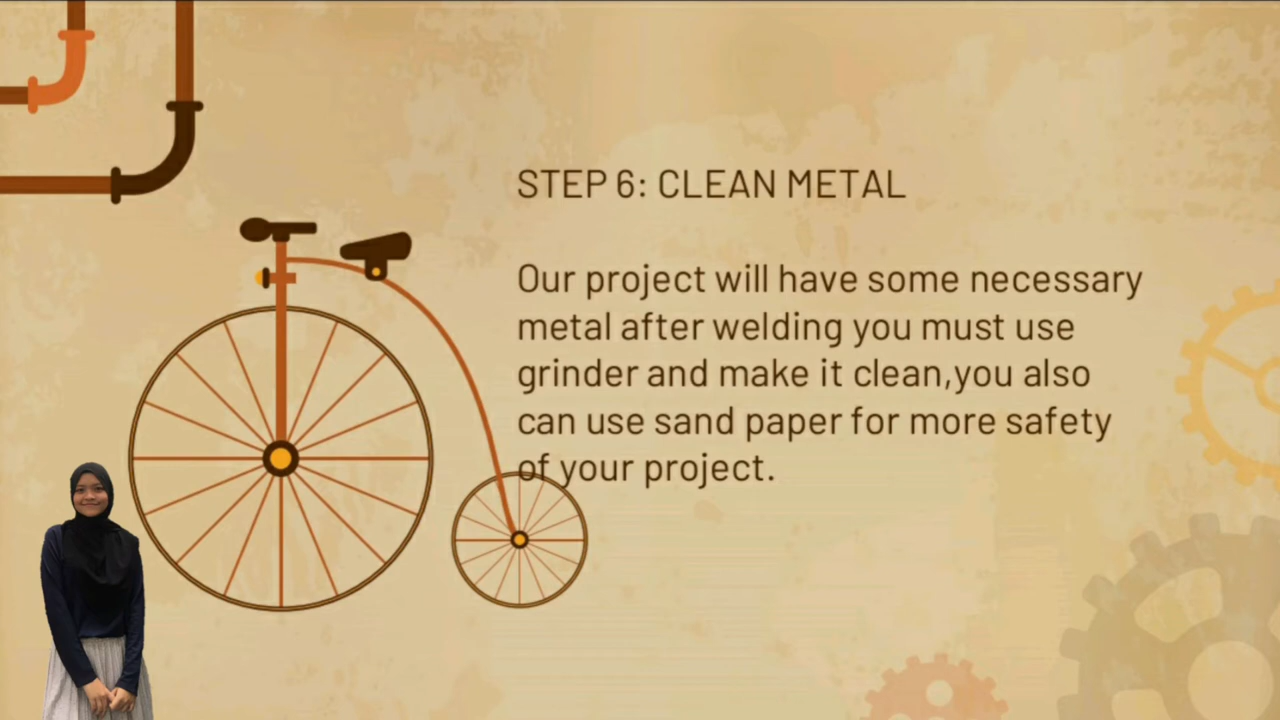 STEP 6: CLEAN METAL
Our project will have some necessary
metal after welding you must use
grinder and make it clean,you also
can use sand paper for more safety
of your project.